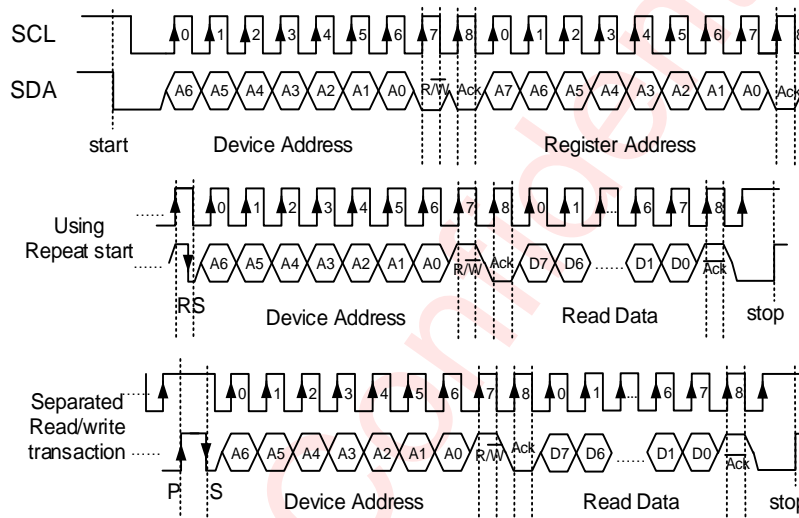 SCL 0 1 2 3 4 5 6 7 8 0 1 2 3 4 5 6 7 8
SDA A6 A5 A4 A3 A2 A1 A0 R/W Ack A7 A6 A5 A4 A3 A2 A1 A0 Ack
start Device Address Register Address
Using
Repeat start
...... 0 1 2 3 4 5 6 7 8 0 1 ... 6 7 8
...... A6 A5 A4 A3 A2 A1 A0 R/W Ack D7 D6 ...... D1 D0 Ack
RS Device Address Read Data stop
Separated
Read/write
transaction
...... 0 1 2 3 4 5 6 7 8 0 1 ... 6 7 8
...... A6 A5 A4 A3 A2 A1 A0 R/W Ack D7 D6 ...... D1 D0 Ack
P S Device Address Read Data stop
Confident